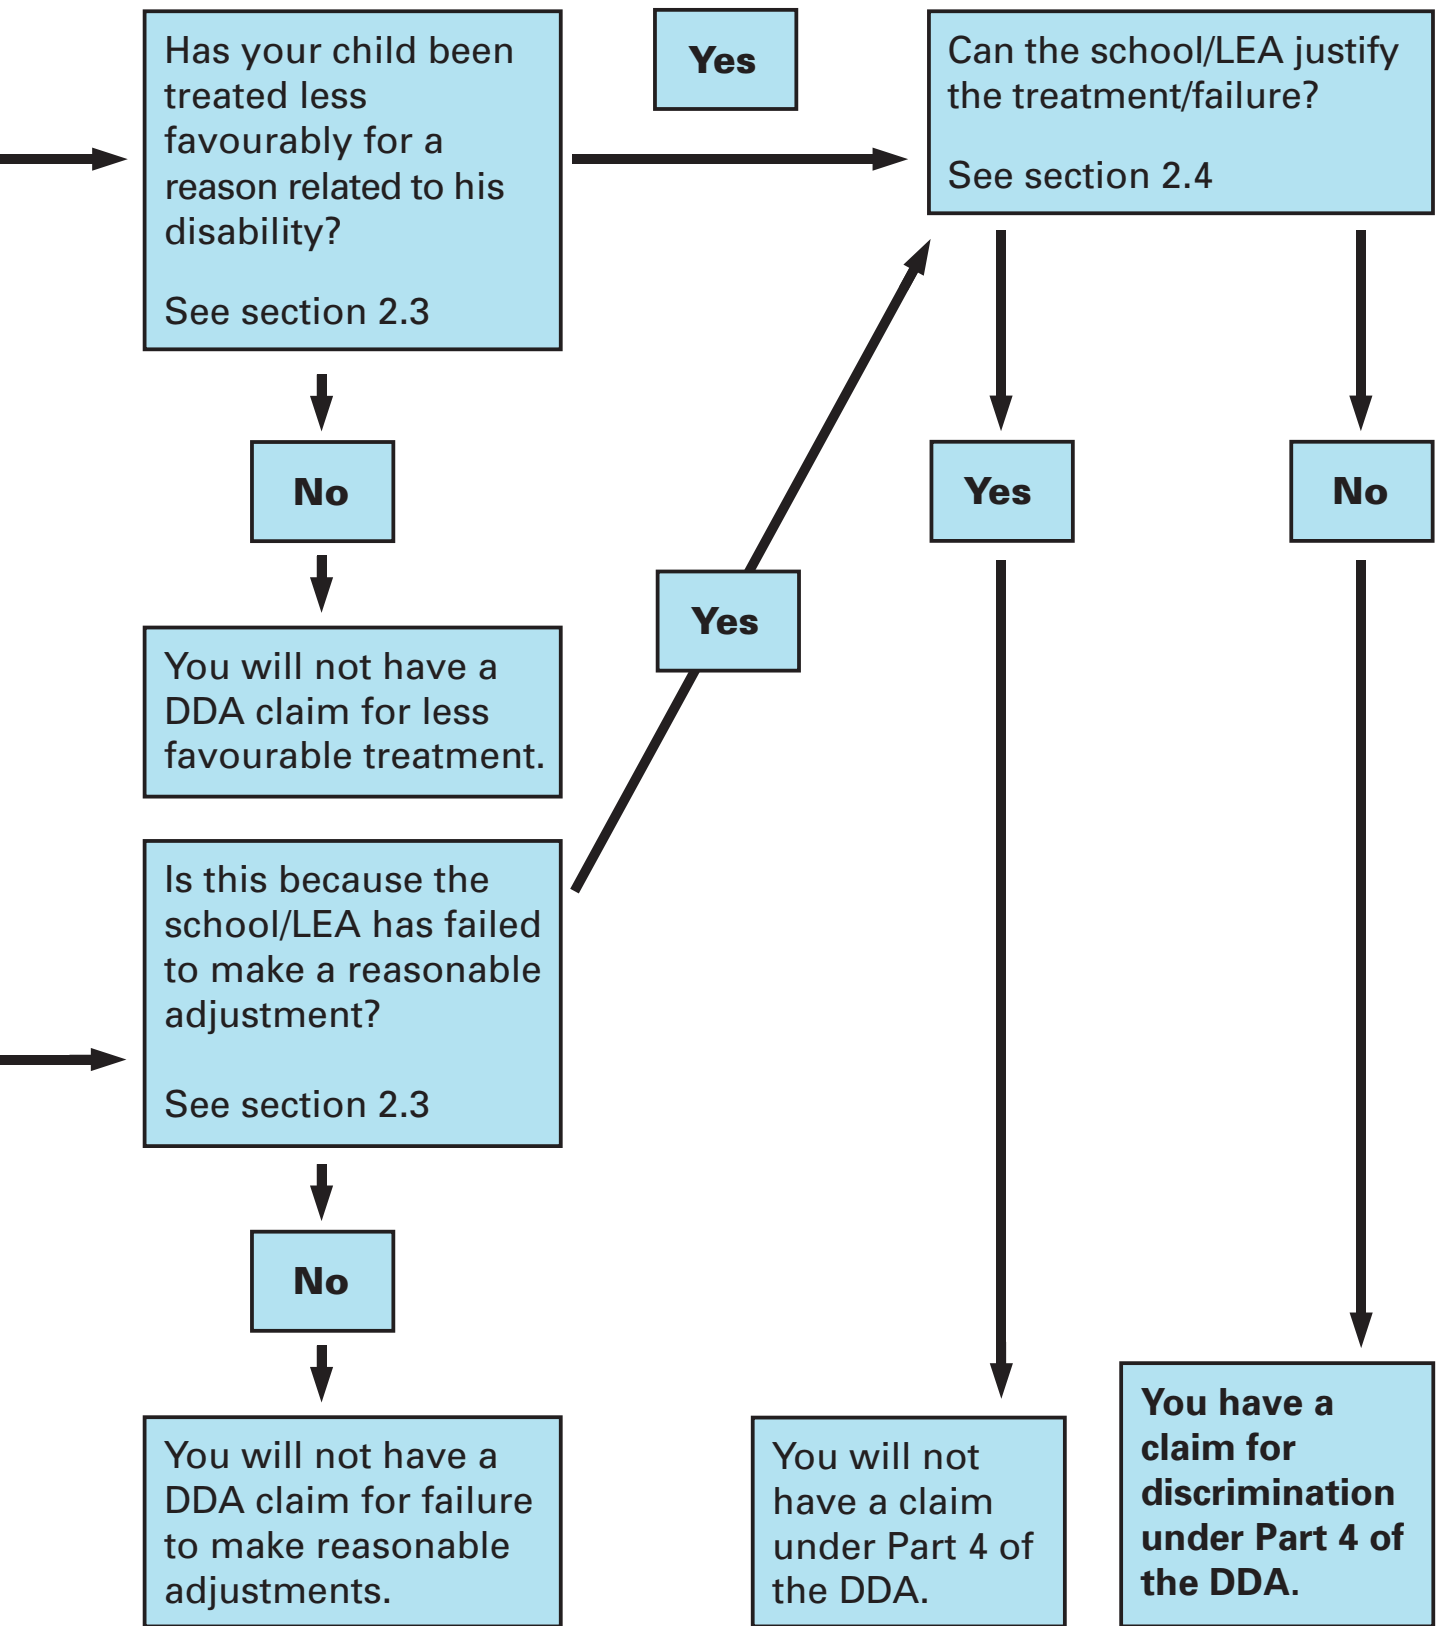 Has your child been
treated less
favourably for a
reason related to his
disability?
See section 2.3
Yes
Can the school/LEA justify
the treatment/failure?
See section 2.4
No
Yes
No
Yes
You will not have a
DDA claim for less
favourable treatment.
Is this because the
school/LEA has failed
to make a reasonable
adjustment?
See section 2.3
No
You will not have a
DDA claim for failure
to make reasonable
adjustments.
You will not
have a claim
under Part 4 of
the DDA.
You have a
claim for
discrimination
under Part 4 of
the DDA.